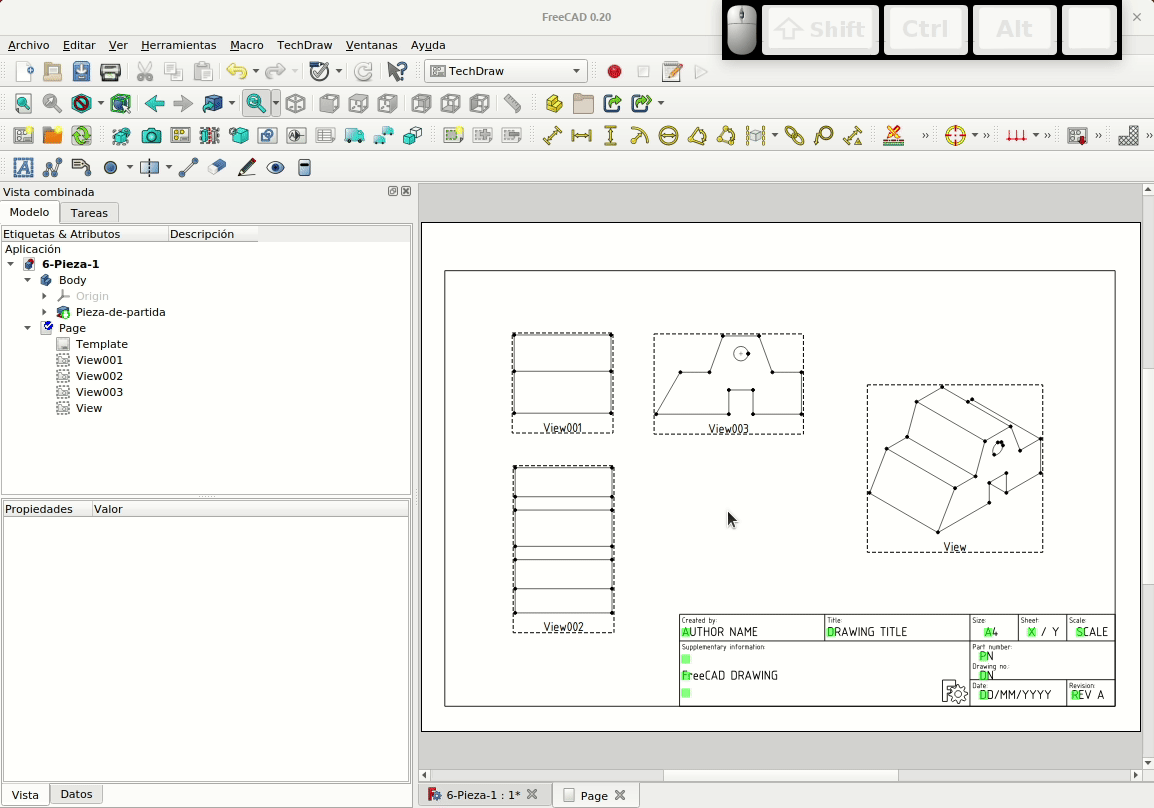 FreeCAD 0.20
Shift Ctrl Alt
Archivo Editar Ver Herramientas Macro TechDraw Ventanas Ayuda
TechDraw
Vista combinada
Modelo Tareas
Etiquetas & Atributos Descripción
Aplicación
6-Pieza-1
Body
Origin
Pieza-de-partida
Page
Template
View001
View002
View003
View
Propiedades Valor
Vista Datos
View001
View003
View002
View
Created by:
AUTHOR NAME
Title:
DRAWING TITLE
Size:
A4
Sheet:
X / Y
Scale:
SCALE
Supplementary information:
FreeCAD DRAWING
Part number:
PN
Drawing no.:
DN
Date:
DD/MM/YYYY
Revision:
REV A
6-Pieza-1 : 1*
Page